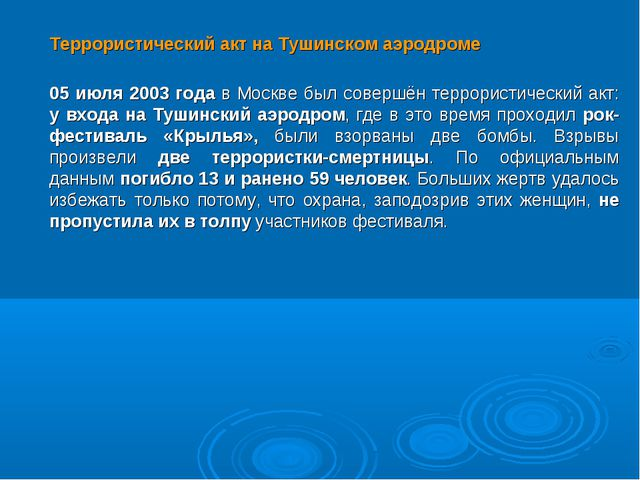 Террористический акт на Тушинском аэродроме
05 июля 2003 года в Москве был совершён террористический акт:
у входа на Тушинский аэродром, где в это время проходил рок-
фестиваль «Крылья», были взорваны две бомбы. Взрывы
произвели две террористки-смертницы. По официальным
данным погибло 13 и ранено 59 человек. Больших жертв удалось
избежать только потому, что охрана, заподозрив этих женщин, не
пропустила их в толпу участников фестиваля.